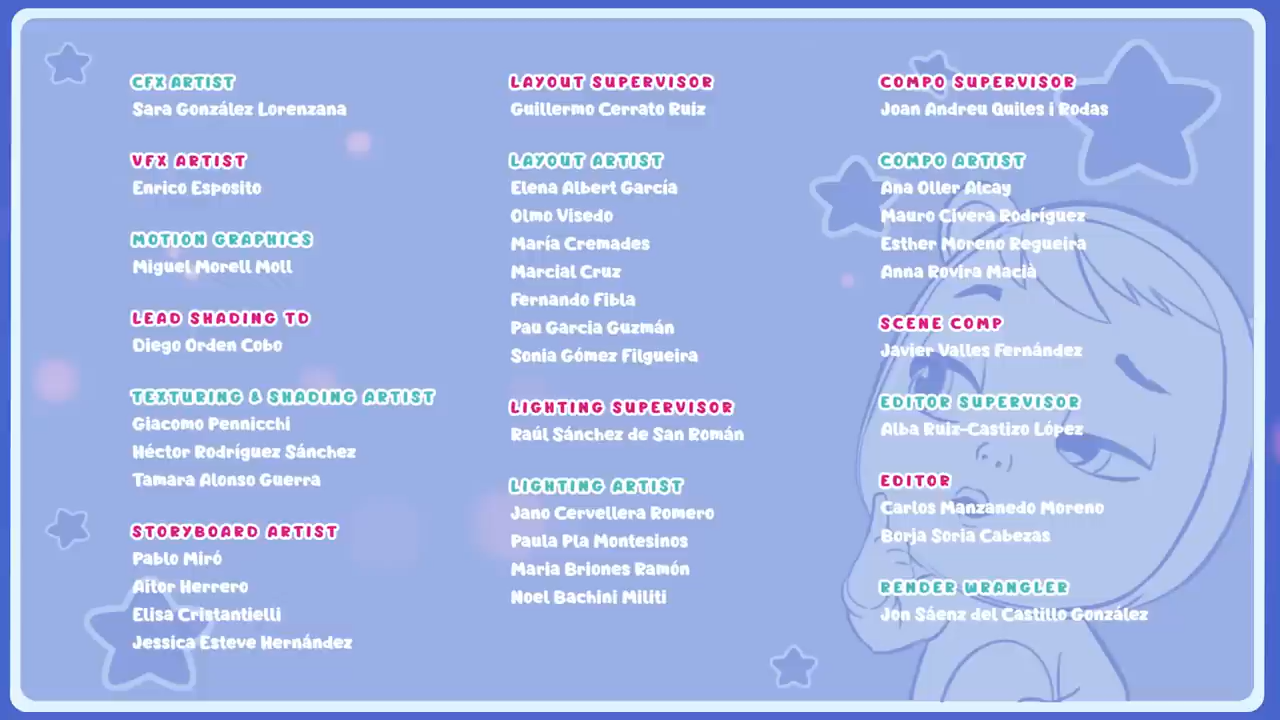 CFX ARTIST
Sara González Lorenzana
VFX ARTIST
Enrico Esposito
MOTION GRAPHICS
Miguel Morell Moll
LEAD SHADING TD
Diego Orden Cobo
TEXTURING & SHADING ARTIST
Giacomo Pennicchi
Héctor Rodríguez Sánchez
Tamara Alonso Guerra
STORYBOARD ARTIST
Pablo Miró
Aitor Herrero
Elisa Cristantielli
Jessica Esteve Hernández
LAYOUT SUPERVISOR
Guillermo Cerrato Ruiz
LAYOUT ARTIST
Elena Albert García
Olmo Visedo
María Cremades
Marcial Cruz
Fernando Fibla
Pau Garcia Guzmán
Sonia Gómez Filgueira
LIGHTING SUPERVISOR
Raúl Sánchez de San Román
LIGHTING ARTIST
Jano Cervellera Romero
Paula Pla Montesinos
Maria Briones Ramón
Noel Bachini Militi
COMPO SUPERVISOR
Joan Andreu Quiles i Rodas
COMPO ARTIST
Ana Oller Alcay
Mauro Civera Rodríguez
Esther Moreno Regueira
Anna Rovira Macià
SCENE COMP
Javier Valles Fernández
EDITOR SUPERVISOR
Alba Ruiz-Castizo López
EDITOR
Carlos Manzanedo Moreno
Borja Soria Cabezas
RENDER WRANGLER
Jon Sáenz del Castillo González